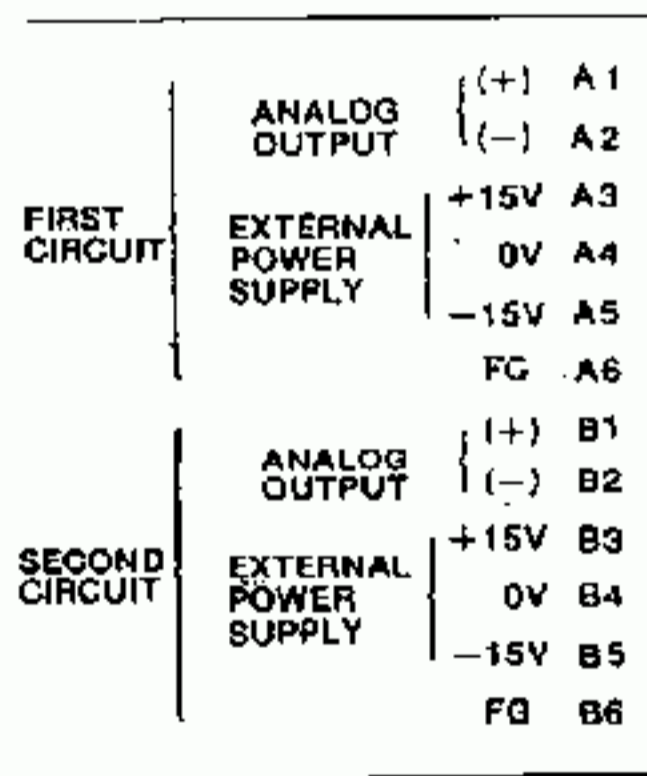 (+) A1
ANALOG
OUTPUT
(−) A2
+15V A3
FIRST
CIRCUIT
EXTERNAL
POWER
SUPPLY
0V A4
−15V A5
FG A6
(+) B1
ANALOG
OUTPUT
(−) B2
+15V B3
SECOND
CIRCUIT
EXTERNAL
POWER
SUPPLY
0V B4
−15V B5
FG B6